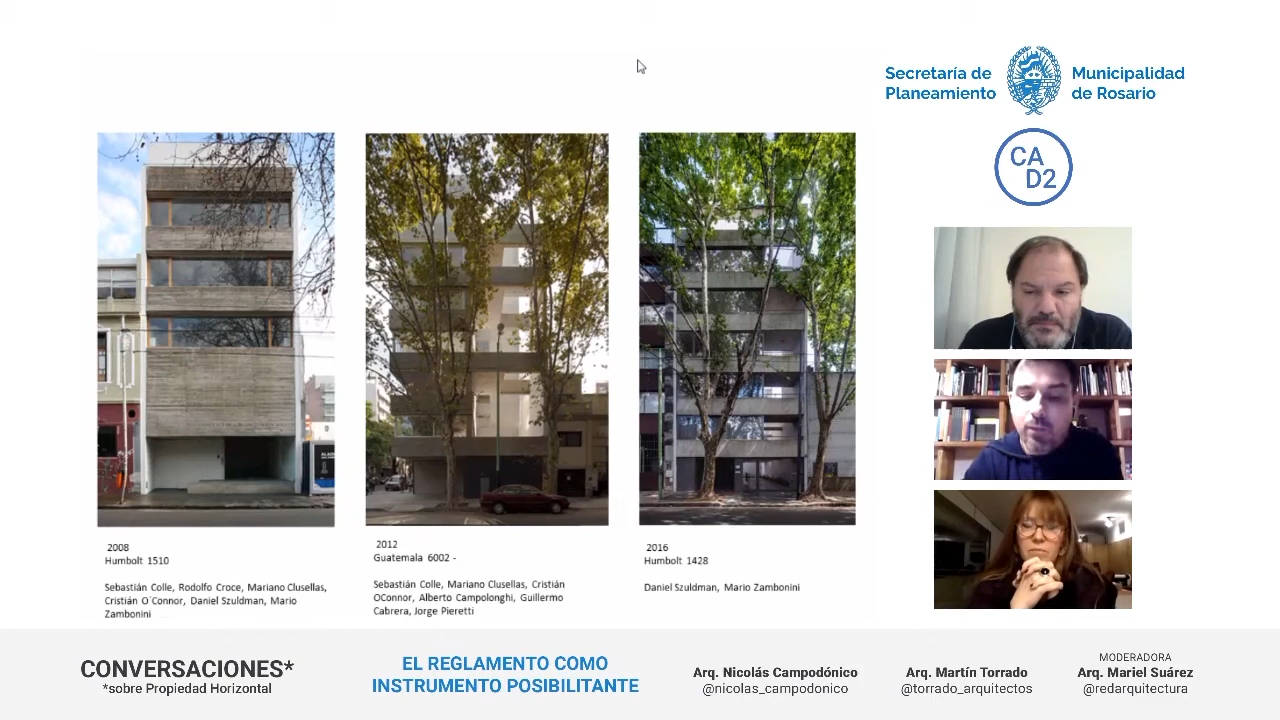 Secretaría de
Planeamiento
Municipalidad
de Rosario
CA
D2
2008
Humbolt 1510
Sebastián Colle, Rodolfo Croce, Mariano Clusellas,
Cristián O´Connor, Daniel Szuldman, Mario
Zambonini
2012
Guatemala 6002 -
Sebastián Colle, Mariano Clusellas, Cristián
OConnor, Alberto Campolonghi, Guillermo
Cabrera, Jorge Pieretti
2016
Humbolt 1428
Daniel Szuldman, Mario Zambonini
CONVERSACIONES*
*sobre Propiedad Horizontal
EL REGLAMENTO COMO
INSTRUMENTO POSIBILITANTE
Arq. Nicolás Campodónico
@nicolas_campodonico
Arq. Martín Torrado
@torrado_arquitectos
MODERADORA
Arq. Mariel Suárez
@redarquitectura